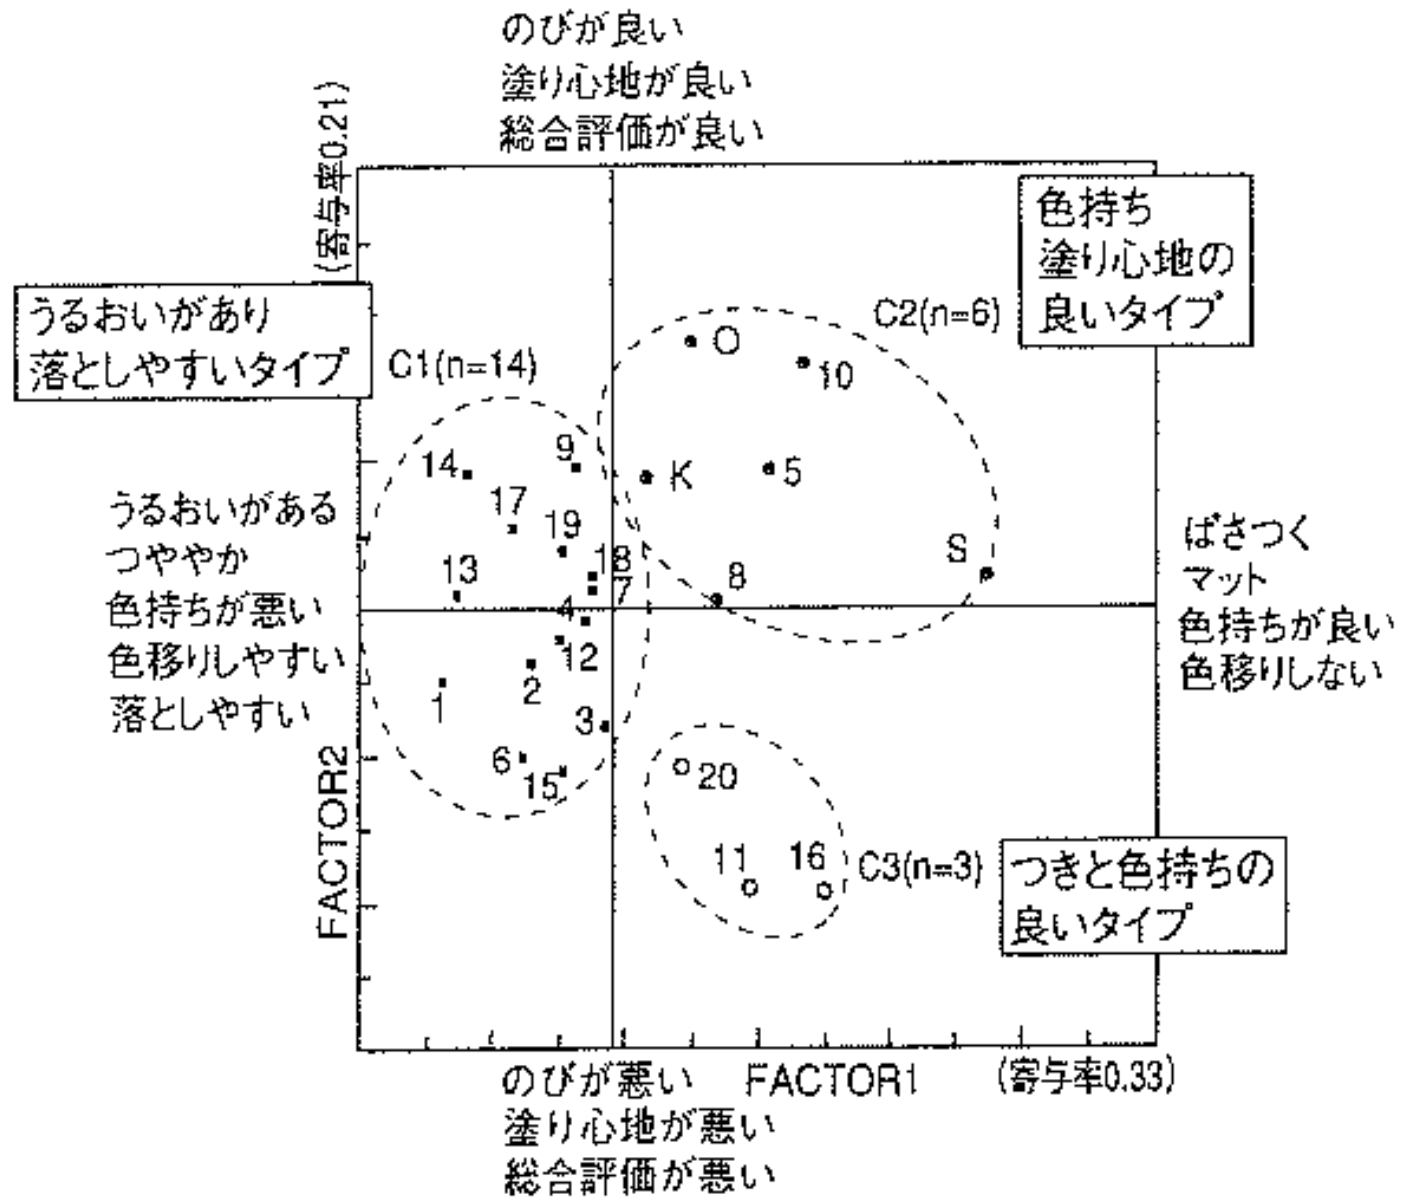 のびが良い
塗り心地が良い
総合評価が良い
(寄与率0.21)
色持ち
塗り心地の
良いタイプ
うるおいがあり
落としやすいタイプ
C1(n=14)
C2(n=6)
O
10
14
9
K
5
17
19
S
13
18
7
8
4
12
1
2
3
6
15
20
11
16
C3(n=3)
うるおいがある
つややか
色持ちが悪い
色移りしやすい
落としやすい
ぱさつく
マット
色持ちが良い
色移りしない
つきと色持ちの
良いタイプ
FACTOR2
のびが悪い
塗り心地が悪い
総合評価が悪い
FACTOR1
(寄与率0.33)